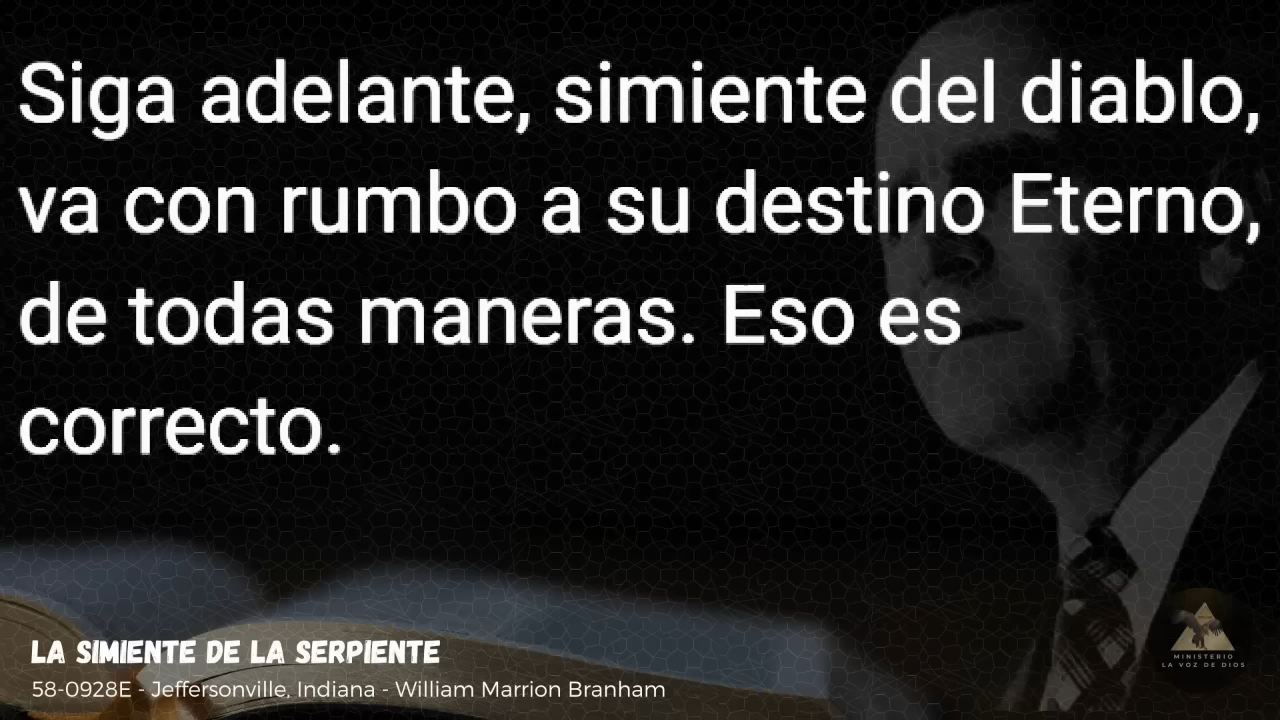 Siga adelante, simiente del diablo,
va con rumbo a su destino Eterno,
de todas maneras. Eso es
correcto.
LA SIMIENTE DE LA SERPIENTE
58-0928E - Jeffersonville, Indiana - William Marrion Branham
MINISTERIO
LA VOZ DE DIOS